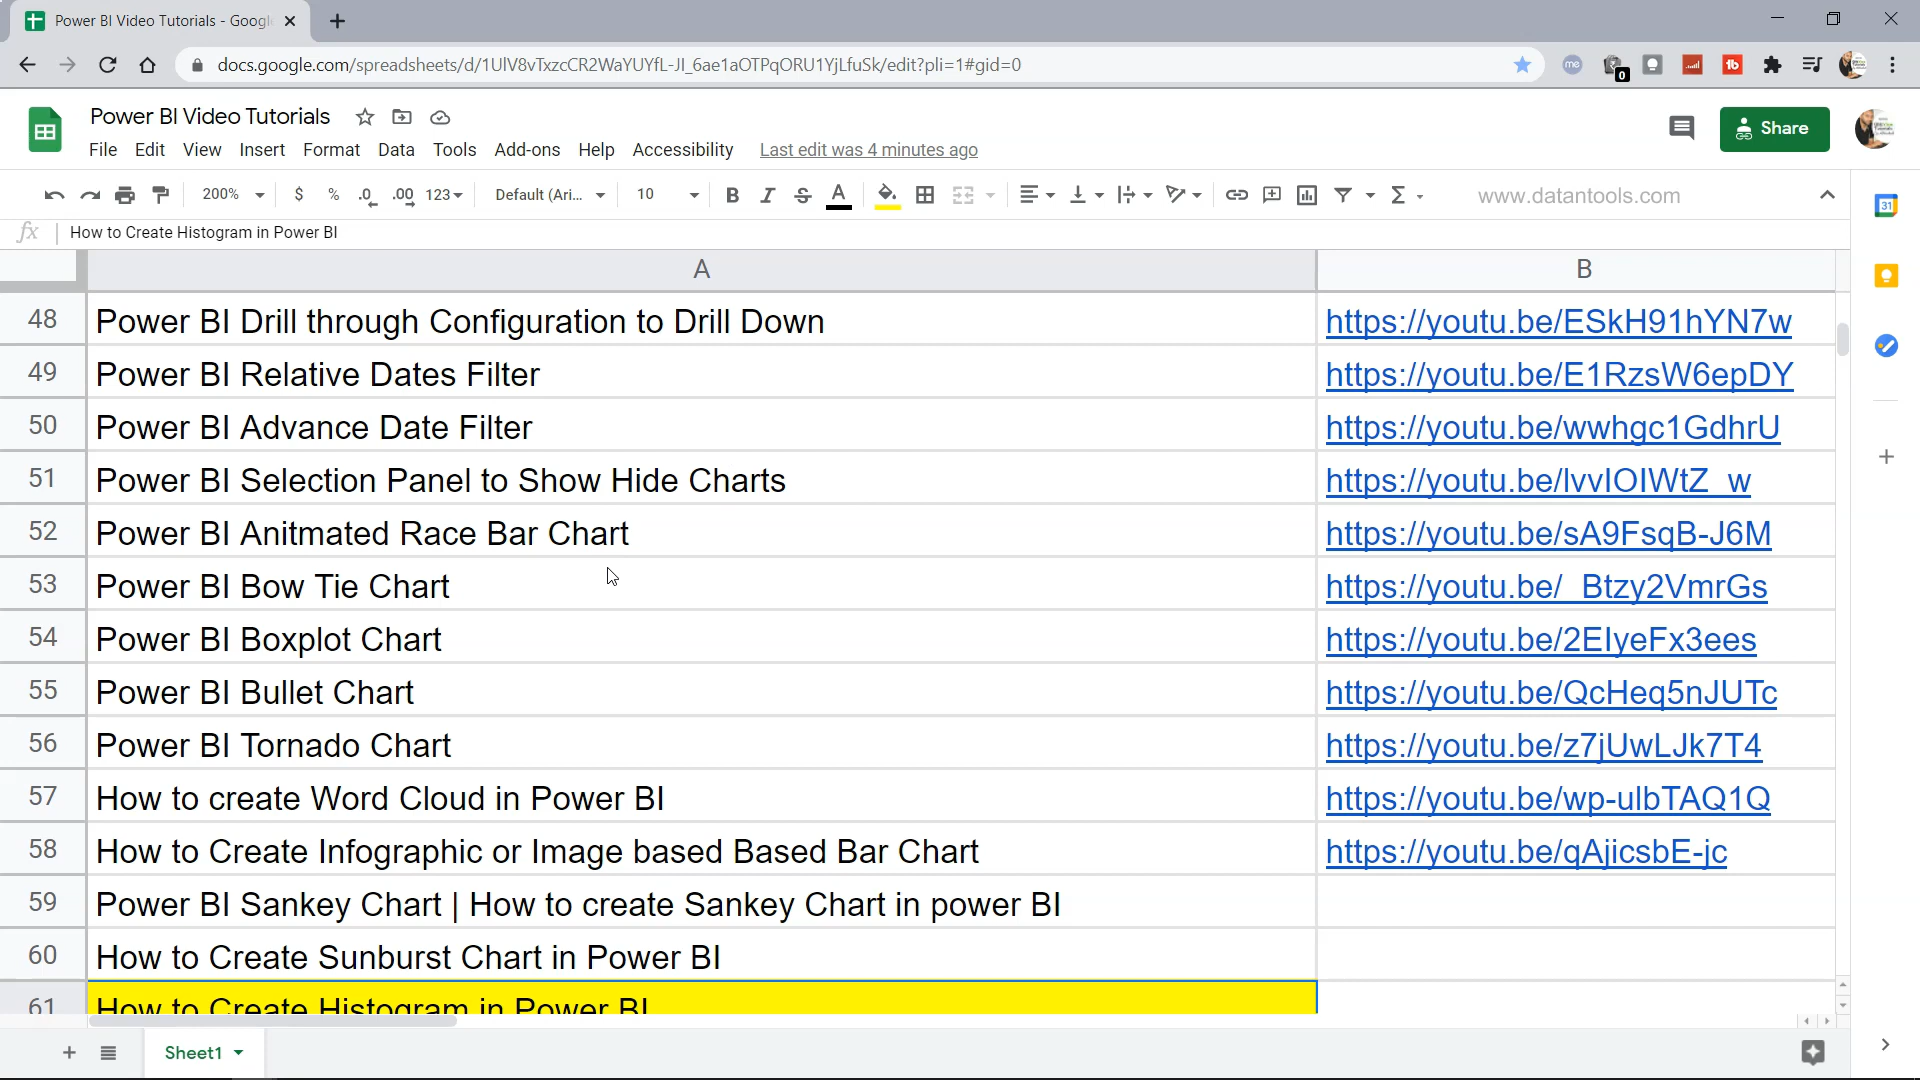 Power BI Video Tutorials - Googl
docs.google.com/spreadsheets/d/1UlV8vTxzcCR2WaYUYfL-JI_6ae1aOTPqORU1YjLfuSk/edit?pli=1#gid=0
me
0
tb
Power BI Video Tutorials
Share
File Edit View Insert Format Data Tools Add-ons Help Accessibility Last edit was 4 minutes ago
200% $ % .0 .00 123 Default (Ari... 10 B I S A Σ www.datantools.com
31
fx How to Create Histogram in Power BI
A B
48 Power BI Drill through Configuration to Drill Down https://youtu.be/ESkH91hYN7w
49 Power BI Relative Dates Filter https://youtu.be/E1RzsW6epDY
50 Power BI Advance Date Filter https://youtu.be/wwhgc1GdhrU
51 Power BI Selection Panel to Show Hide Charts https://youtu.be/lvvIOIWtZ_w
52 Power BI Anitmated Race Bar Chart https://youtu.be/sA9FsqB-J6M
53 Power BI Bow Tie Chart https://youtu.be/_Btzy2VmrGs
54 Power BI Boxplot Chart https://youtu.be/2EIyeFx3ees
55 Power BI Bullet Chart https://youtu.be/QcHeq5nJUTc
56 Power BI Tornado Chart https://youtu.be/z7jUwLJk7T4
57 How to create Word Cloud in Power BI https://youtu.be/wp-ulbTAQ1Q
58 How to Create Infographic or Image based Based Bar Chart https://youtu.be/qAjicsbE-jc
59 Power BI Sankey Chart | How to create Sankey Chart in power BI
60 How to Create Sunburst Chart in Power BI
61 How to Create Histogram in Power BI
Sheet1